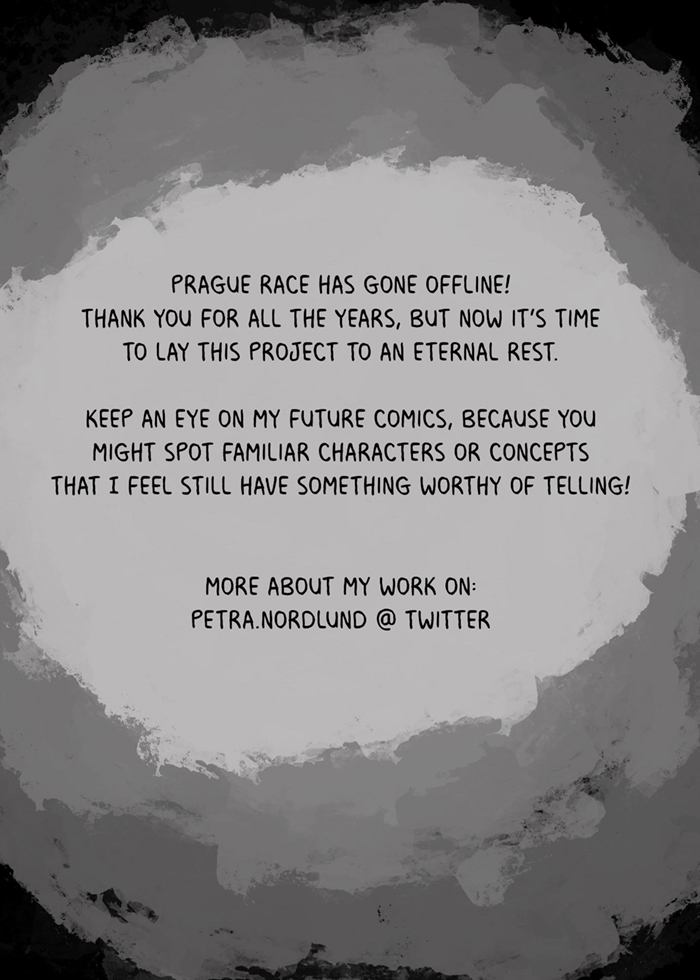 PRAGUE RACE HAS GONE OFFLINE!
THANK YOU FOR ALL THE YEARS, BUT NOW IT'S TIME
TO LAY THIS PROJECT TO AN ETERNAL REST.
KEEP AN EYE ON MY FUTURE COMICS, BECAUSE YOU
MIGHT SPOT FAMILIAR CHARACTERS OR CONCEPTS
THAT I FEEL STILL HAVE SOMETHING WORTHY OF TELLING!
MORE ABOUT MY WORK ON:
PETRA.NORDLUND @ TWITTER